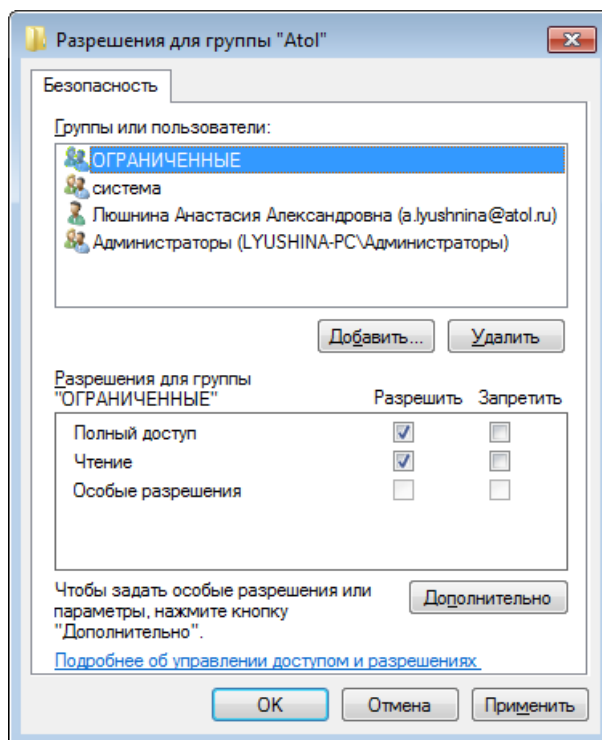 Разрешения для группы "Atol"
Безопасность
Группы или пользователи:
ОГРАНИЧЕННЫЕ
система
Люшнина Анастасия Александровна (a.lyushnina@atol.ru)
Администраторы (LYUSHINA-PC\Администраторы)
Добавить... Удалить
Разрешения для группы
"ОГРАНИЧЕННЫЕ" Разрешить Запретить
Полный доступ
Чтение
Особые разрешения
Чтобы задать особые разрешения или
параметры, нажмите кнопку
"Дополнительно".
Дополнительно
Подробнее об управлении доступом и разрешениях
OK Отмена Применить